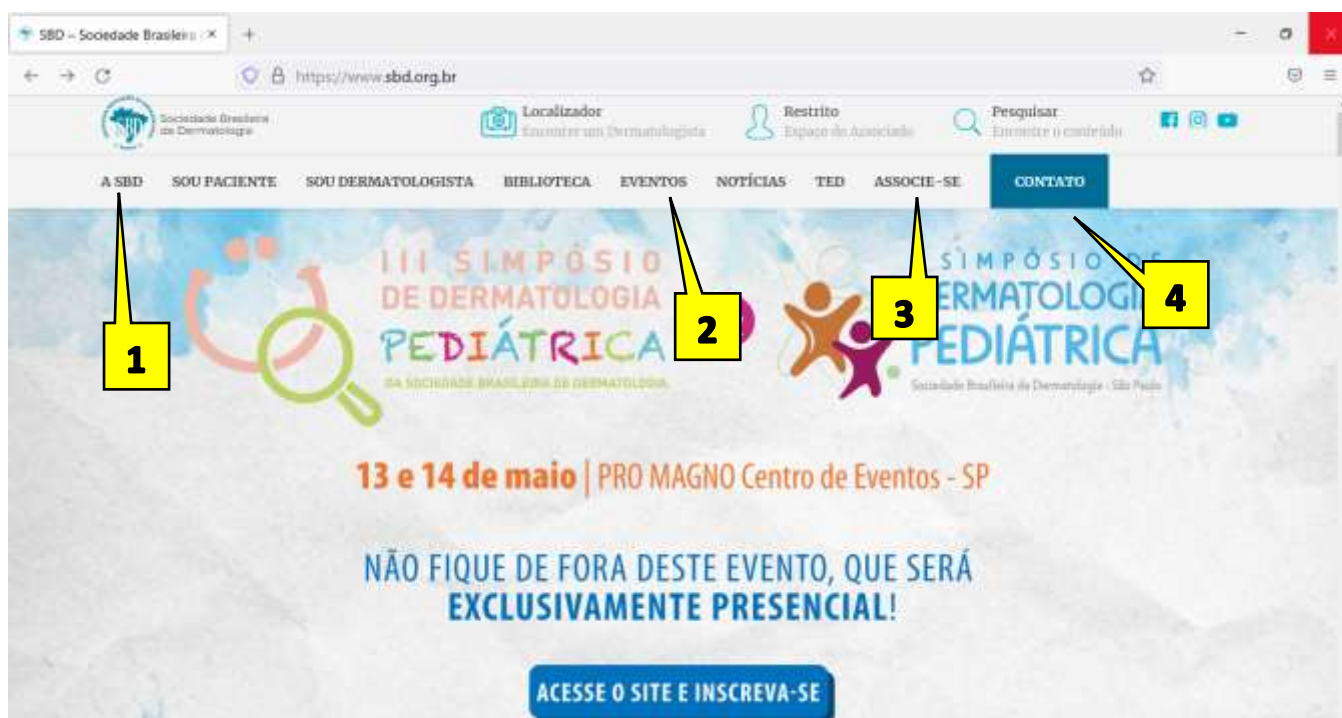 SBD – Sociedade Brasileira
https://www.sbd.org.br
SBD Sociedade Brasileira
de Dermatologia
Localizador
Encontre um Dermatologista
Restrito
Espaço do Associado
Pesquisar
Encontre o conteúdo
A SBD SOU PACIENTE SOU DERMATOLOGISTA BIBLIOTECA EVENTOS NOTÍCIAS TED ASSOCIE-SE CONTATO
III SIMPÓSIO
DE DERMATOLOGIA
PEDIÁTRICA
DA SOCIEDADE BRASILEIRA DE DERMATOLOGIA
SIMPÓSIO
PEDIÁTRICA
Sociedade Brasileira de Dermatologia - São Paulo
1
2
3
4
13 e 14 de maio | PRO MAGNO Centro de Eventos - SP
NÃO FIQUE DE FORA DESTE EVENTO, QUE SERÁ
EXCLUSIVAMENTE PRESENCIAL!
ACESSE O SITE E INSCREVA-SE